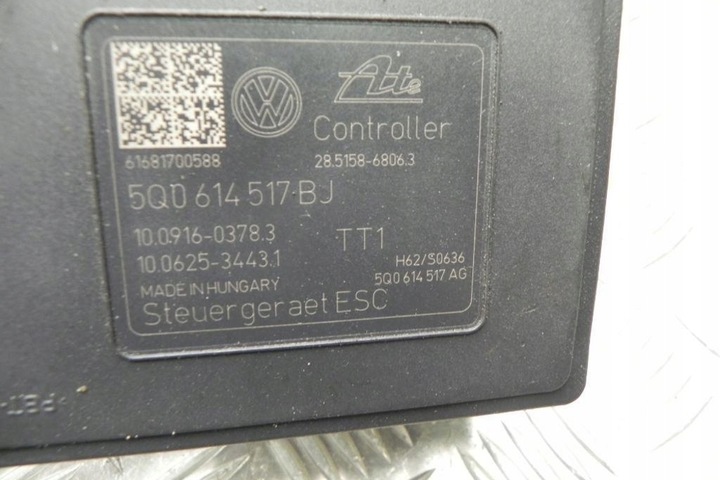 Ate
Controller
61681700588
28.5158-6806.3
5Q0 614 517 BJ
10.0916-0378.3
TT1
10.0625-3443.1
H62/S0636
5Q0 614 517 AG
MADE IN HUNGARY
Steuergeraet ESC